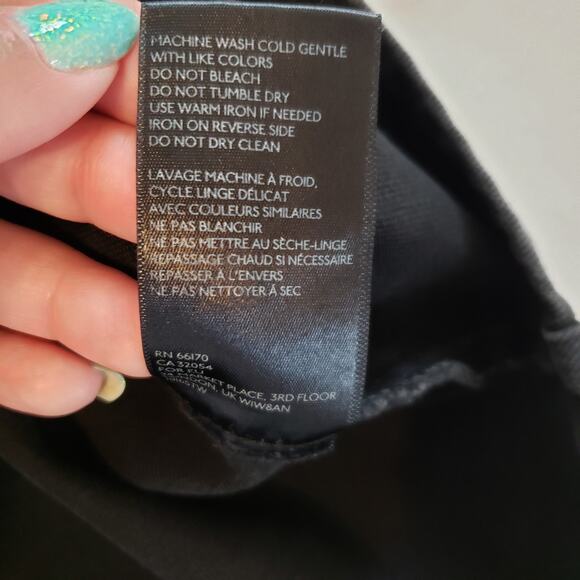 MACHINE WASH COLD GENTLE
WITH LIKE COLORS
DO NOT BLEACH
DO NOT TUMBLE DRY
USE WARM IRON IF NEEDED
IRON ON REVERSE SIDE
DO NOT DRY CLEAN
LAVAGE MACHINE À FROID,
CYCLE LINGE DÉLICAT
AVEC COULEURS SIMILAIRES
NE PAS BLANCHIR
NE PAS METTRE AU SÈCHE-LINGE
REPASSAGE CHAUD SI NÉCESSAIRE
REPASSER À L'ENVERS
NE PAS NETTOYER À SEC
RN 66170
CA 32054
FOR EU
MARKET PLACE, 3RD FLOOR
UK W1W8AN